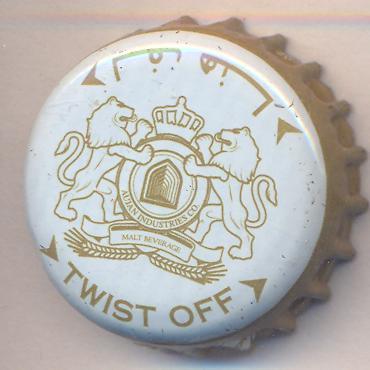 AUJAN INDUSTRIES CO.
MALT BEVERAGE
TWIST OFF